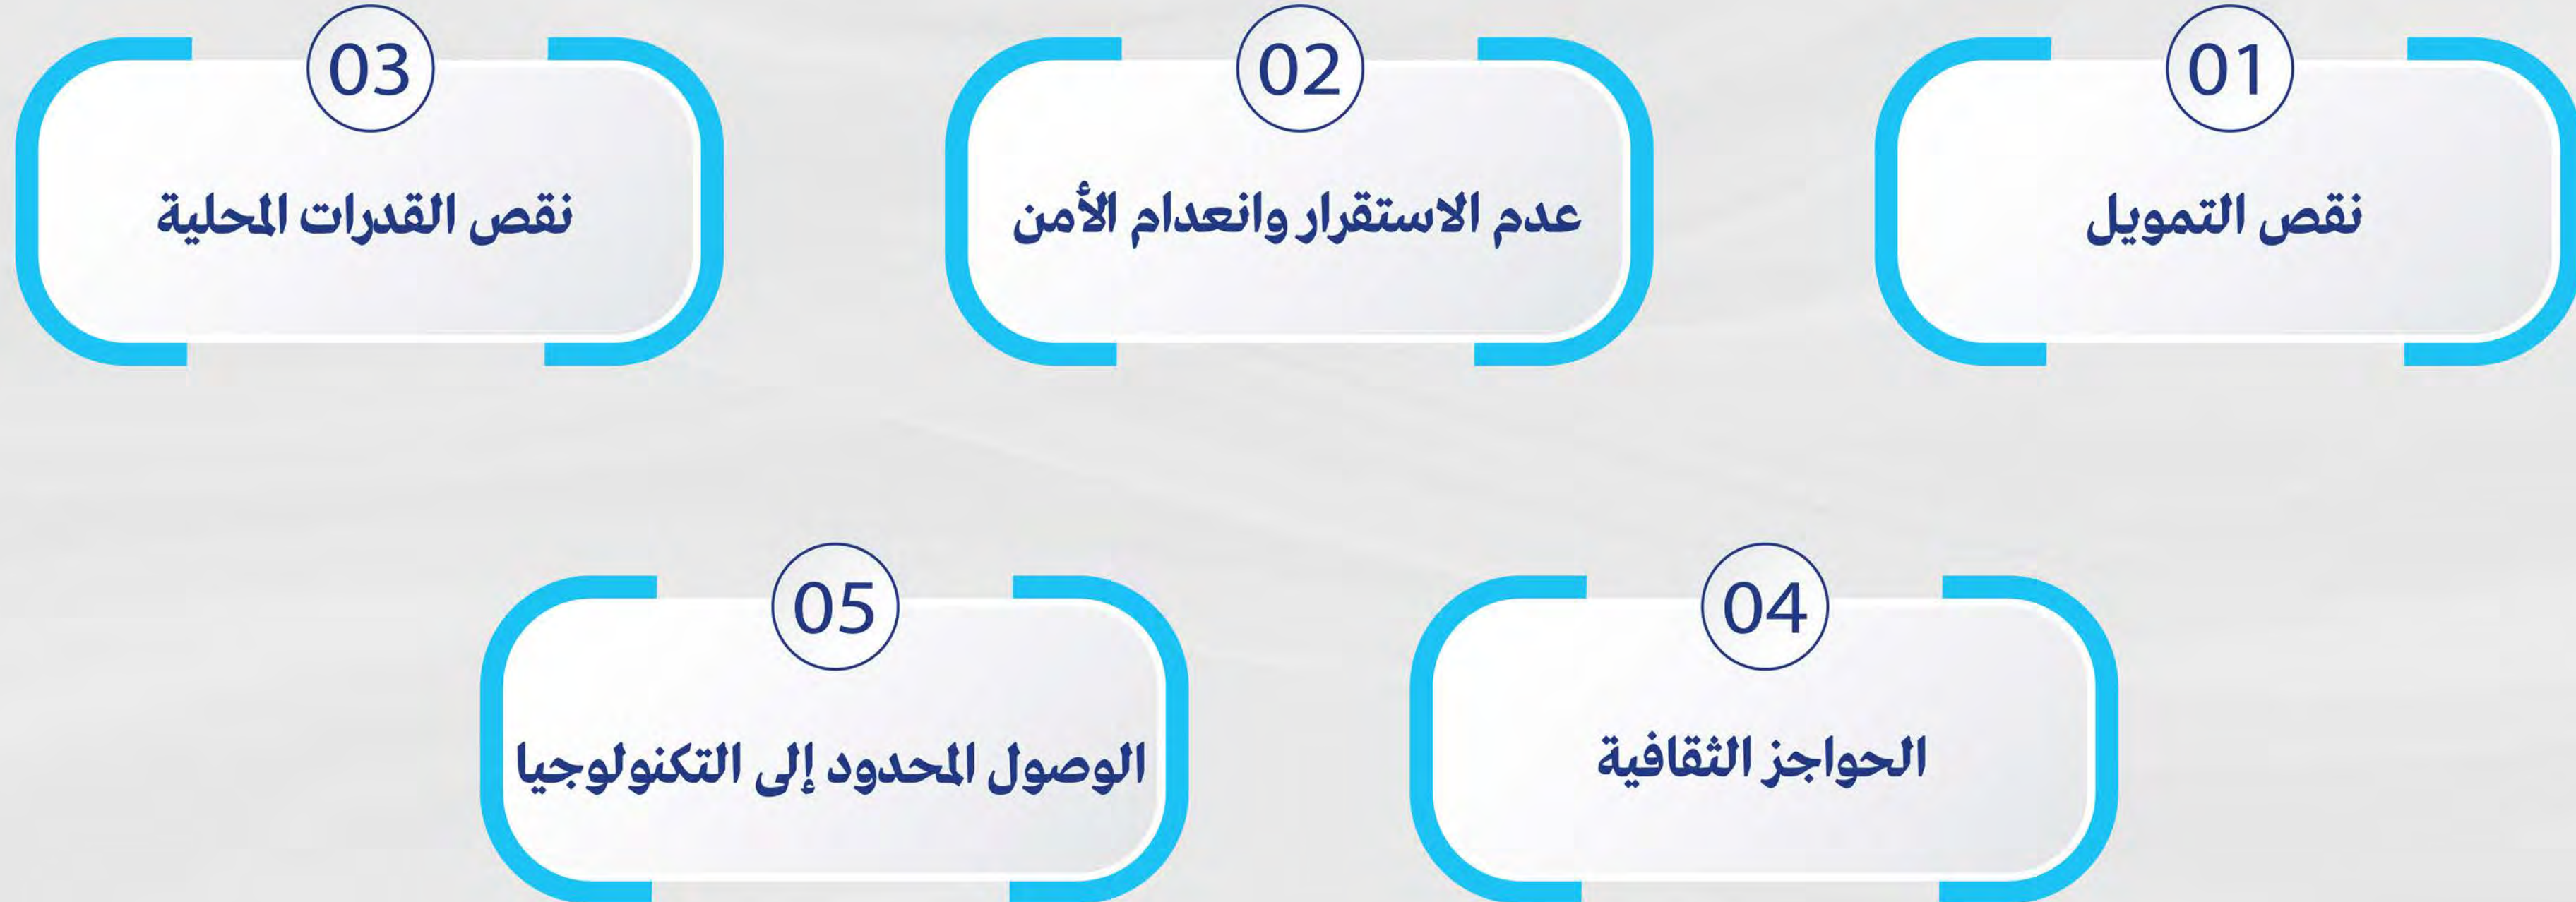 01
نقص التمويل
02
عدم الاستقرار وانعدام الأمن
03
نقص القدرات المحلية
04
الحواجز الثقافية
05
الوصول المحدود إلى التكنولوجيا